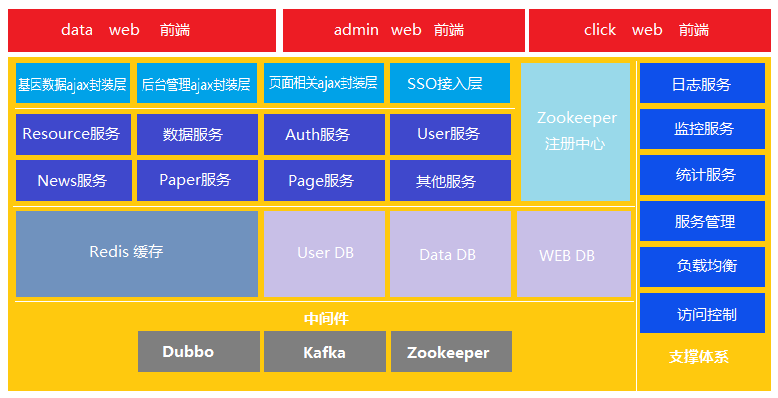 data web 前端
admin web 前端
click web 前端
基因数据ajax封装层
后台管理ajax封装层
页面相关ajax封装层
SSO接入层
Zookeeper
注册中心
日志服务
Resource服务
数据服务
Auth服务
User服务
监控服务
News服务
Paper服务
Page服务
其他服务
统计服务
Redis 缓存
User DB
Data DB
WEB DB
服务管理
负载均衡
访问控制
中间件
Dubbo
Kafka
Zookeeper
支撑体系